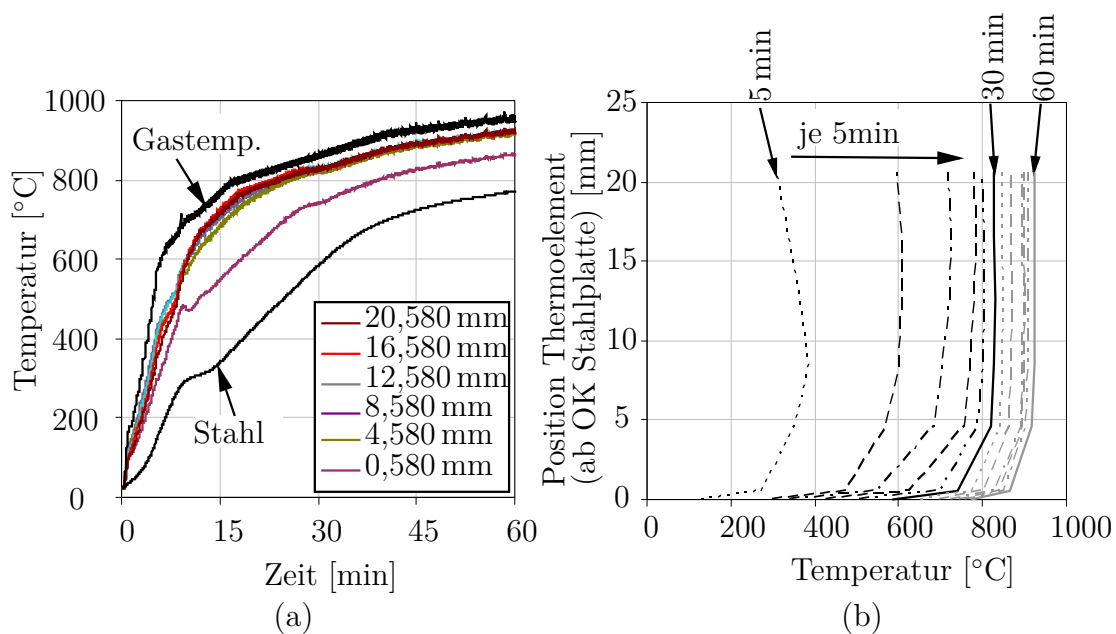 Temperatur [°C]
1000
800
600
400
200
0
Gastemp.
Stahl
20,580 mm
16,580 mm
12,580 mm
8,580 mm
4,580 mm
0,580 mm
0 15 30 45 60
Zeit [min]
(a)
5 min
30 min
60 min
je 5min
Position Thermoelement
(ab OK Stahlplatte) [mm]
25
20
15
10
5
0
0 200 400 600 800 1000
Temperatur [°C]
(b)